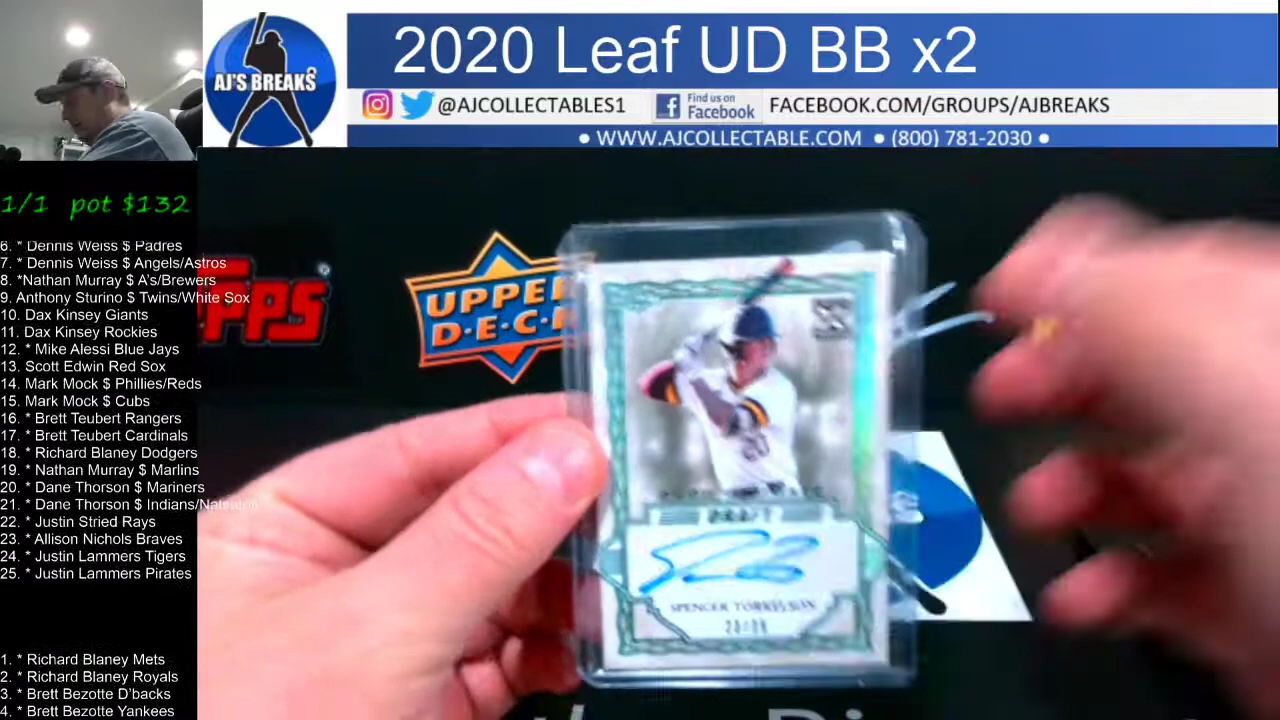 2020 Leaf UD BB x2
AJ'S BREAKS
@AJCOLLECTABLES1
Find us on
Facebook
FACEBOOK.COM/GROUPS/AJBREAKS
● WWW.AJCOLLECTABLE.COM ● (800) 781-2030 ●
1/1 pot $132
6. * Dennis Weiss $ Padres
7. * Dennis Weiss $ Angels/Astros
8. *Nathan Murray $ A's/Brewers
9. Anthony Sturino $ Twins/White Sox
10. Dax Kinsey Giants
11. Dax Kinsey Rockies
12. * Mike Alessi Blue Jays
13. Scott Edwin Red Sox
14. Mark Mock $ Phillies/Reds
15. Mark Mock $ Cubs
16. * Brett Teubert Rangers
17. * Brett Teubert Cardinals
18. * Richard Blaney Dodgers
19. * Nathan Murray $ Marlins
20. * Dane Thorson $ Mariners
21. * Dane Thorson $ Indians/Nationals
22. * Justin Stried Rays
23. * Allison Nichols Braves
24. * Justin Lammers Tigers
25. * Justin Lammers Pirates
1. * Richard Blaney Mets
2. * Richard Blaney Royals
3. * Brett Bezotte D'backs
4. * Brett Bezotte Yankees
UPPER
D·E·C
DRAFT
SPENCER TORKELSON